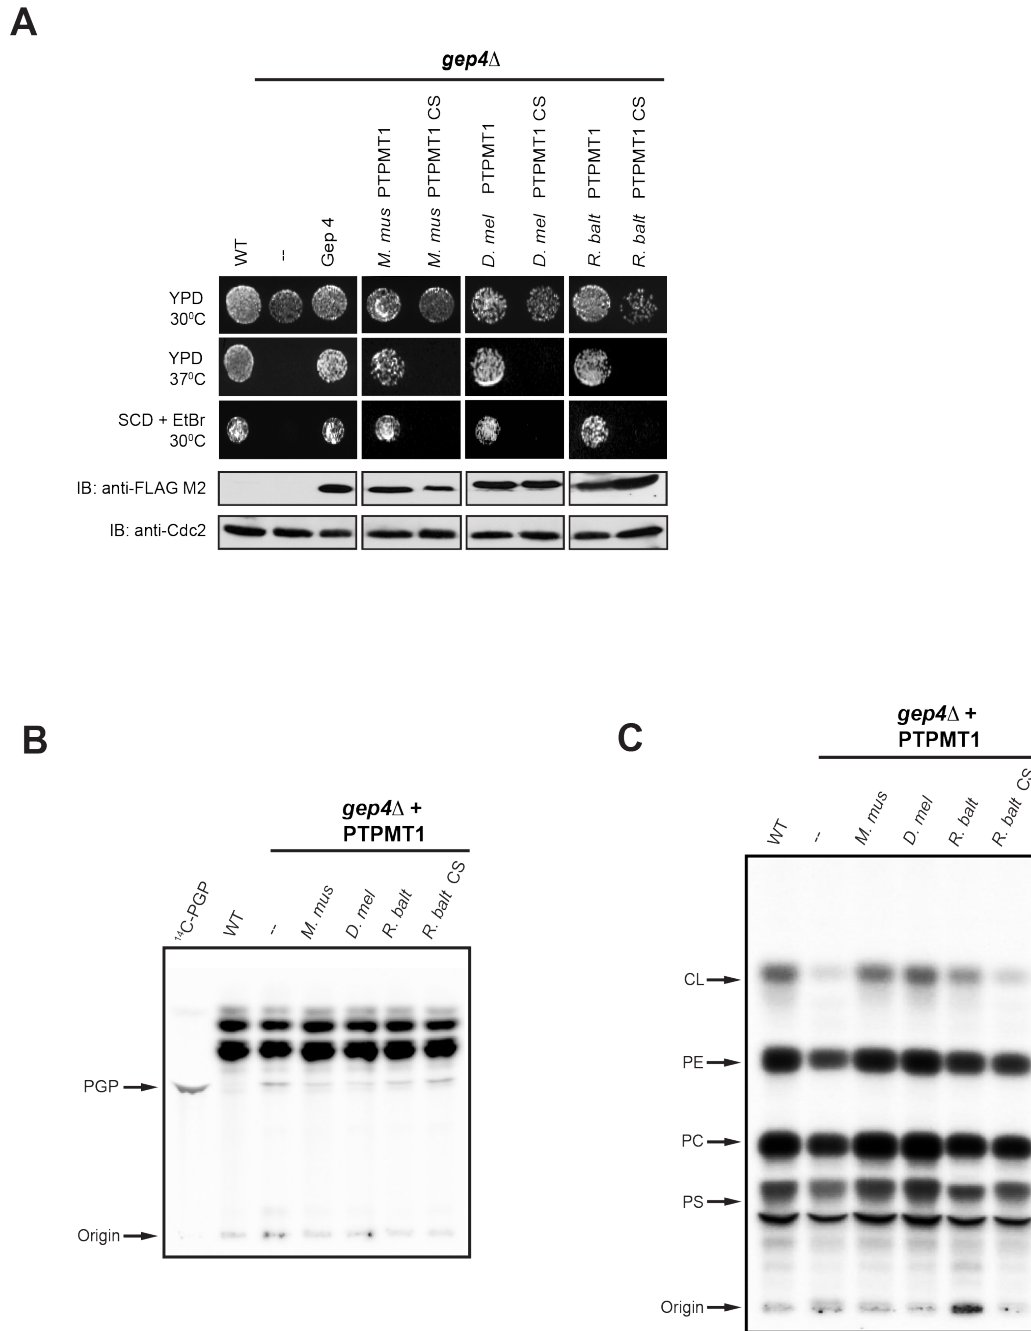 A
gep4Δ
WT
--
Gep 4
M. mus PTPMT1
M. mus PTPMT1 CS
D. mel PTPMT1
D. mel PTPMT1 CS
R. balt PTPMT1
R. balt PTPMT1 CS
YPD
30⁰C
YPD
37⁰C
SCD + EtBr
30⁰C
IB: anti-FLAG M2
IB: anti-Cdc2
B
gep4Δ +
PTPMT1
¹⁴C-PGP
WT
--
M. mus
D. mel
R. balt
R. balt CS
PGP
Origin
C
gep4Δ +
PTPMT1
WT
--
M. mus
D. mel
R. balt
R. balt CS
CL
PE
PC
PS
Origin